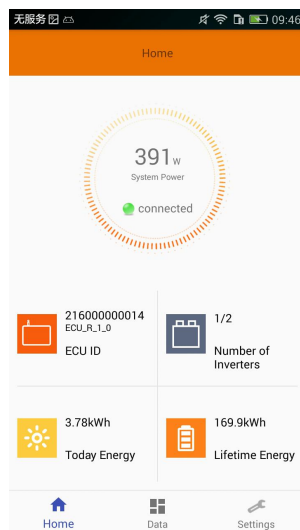 无服务 09:46
Home
391 w
System Power
connected
216000000014
ECU_R_1_0
ECU ID
1/2
Number of
Inverters
3.78kWh
Today Energy
169.9kWh
Lifetime Energy
Home Data Settings